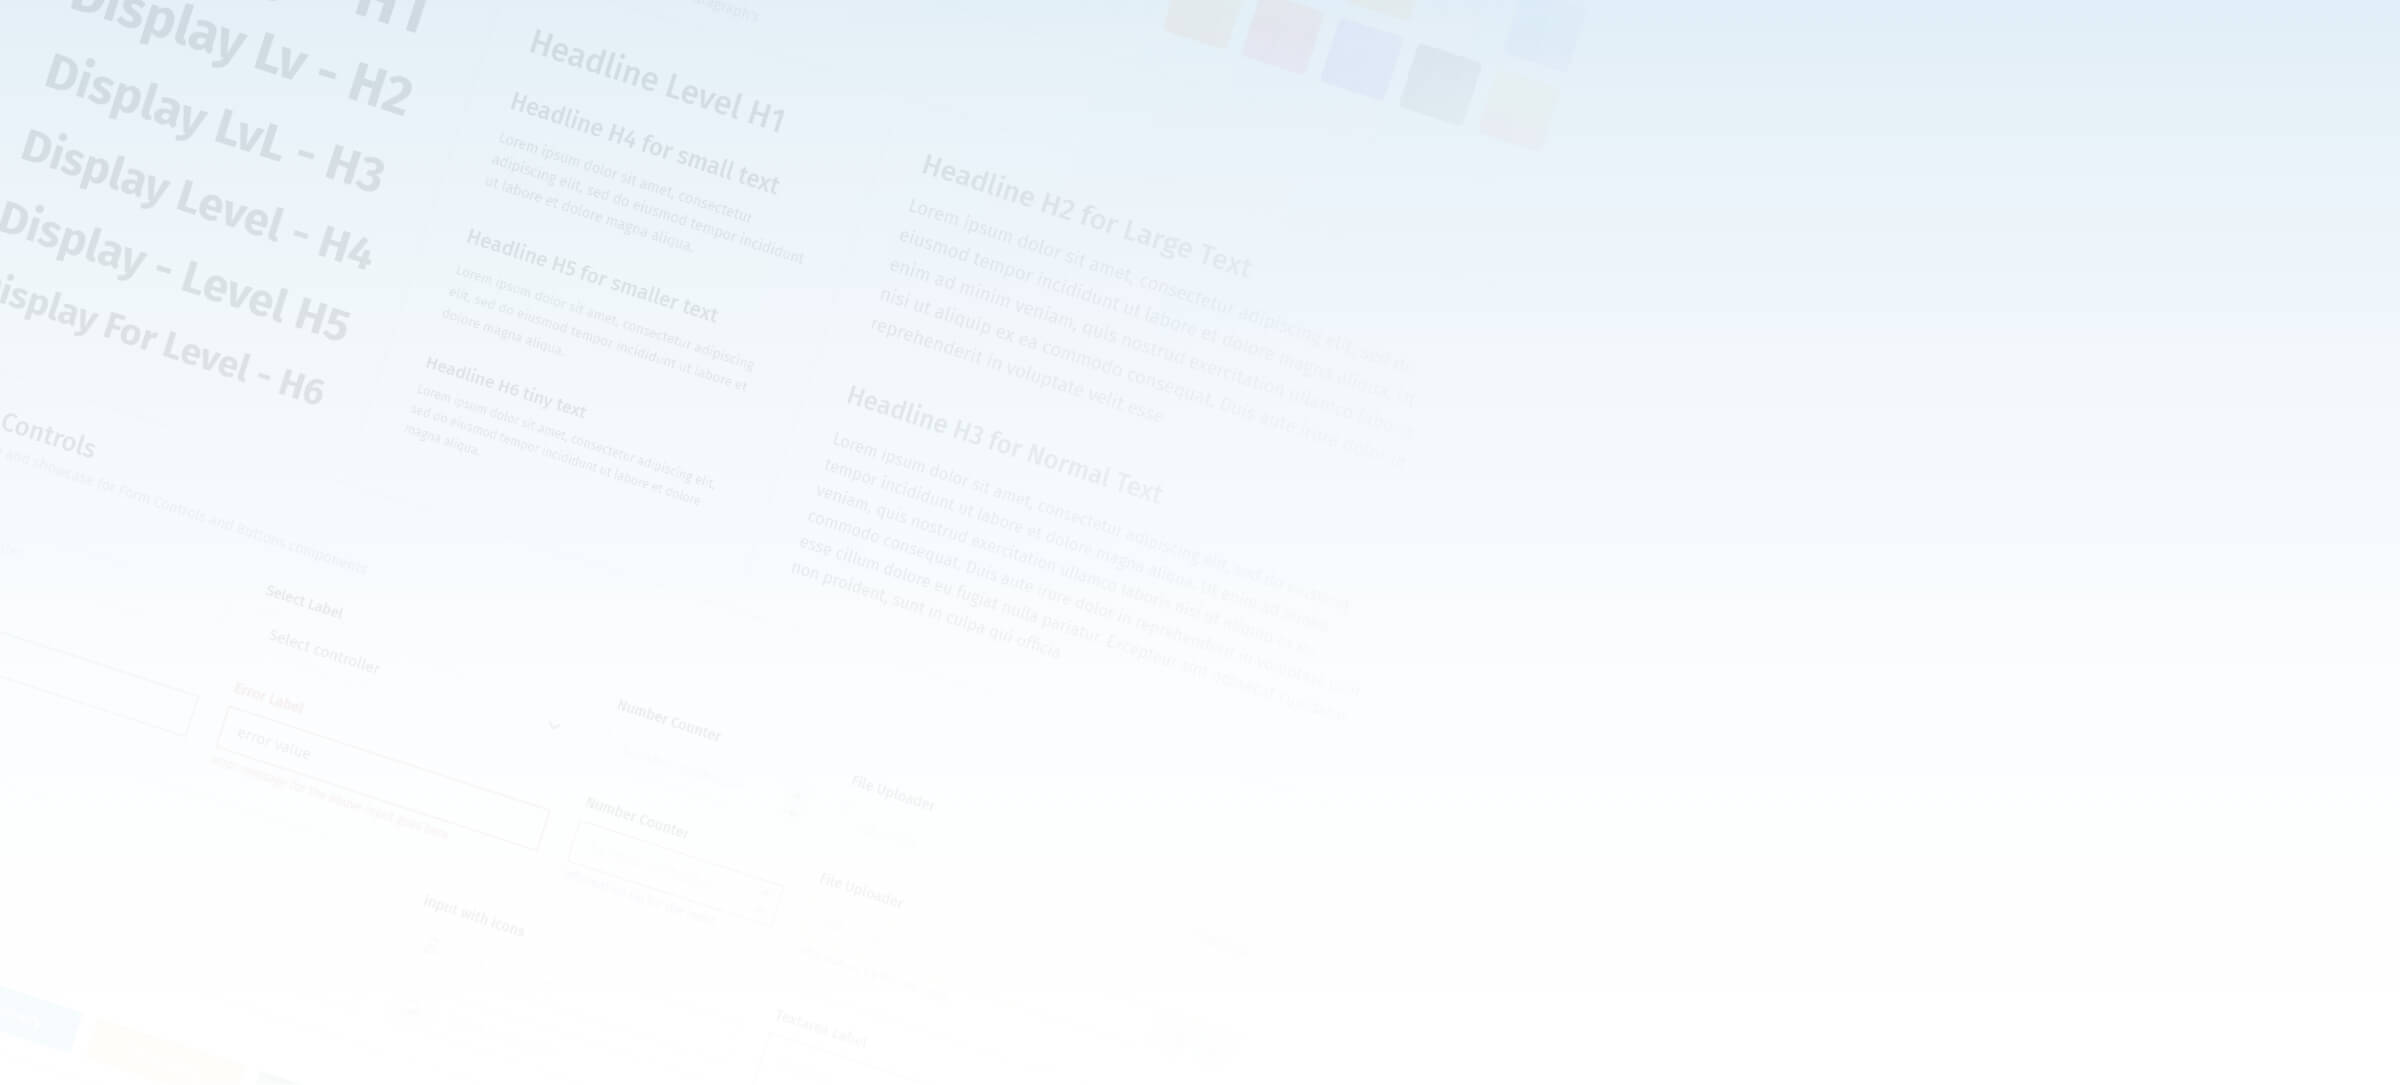 H1
Display Lv - H2
Display LvL - H3
Display Level - H4
Display - Level H5
Display For Level - H6
Headline Level H1
Headline H4 for small text
Lorem ipsum dolor sit amet, consectetur
adipiscing elit, sed do eiusmod tempor incididunt
ut labore et dolore magna aliqua.
Headline H5 for smaller text
Lorem ipsum dolor sit amet, consectetur adipiscing
elit, sed do eiusmod tempor incididunt ut labore et
dolore magna aliqua.
Headline H6 tiny text
Lorem ipsum dolor sit amet, consectetur adipiscing elit,
sed do eiusmod tempor incididunt ut labore et dolore
magna aliqua.
Headline H2 for Large Text
Lorem ipsum dolor sit amet, consectetur adipiscing elit, sed do
eiusmod tempor incididunt ut labore et dolore magna aliqua. Ut
enim ad minim veniam, quis nostrud exercitation ullamco laboris
nisi ut aliquip ex ea commodo consequat. Duis aute irure dolor in
reprehenderit in voluptate velit esse
Headline H3 for Normal Text
Lorem ipsum dolor sit amet, consectetur adipiscing elit, sed do eiusmod
tempor incididunt ut labore et dolore magna aliqua. Ut enim ad minim
veniam, quis nostrud exercitation ullamco laboris nisi ut aliquip ex ea
commodo consequat. Duis aute irure dolor in reprehenderit in voluptate velit
esse cillum dolore eu fugiat nulla pariatur. Excepteur sint occaecat cupidatat
non proident, sunt in culpa qui officia
Controls
and showcase for Form Controls and Buttons components
Select Label
Select controller
Error Label
error value
error message for the above input goes here
Number Counter
Number Counter
File Uploader
File Uploader
Input with Icons
Textarea Label